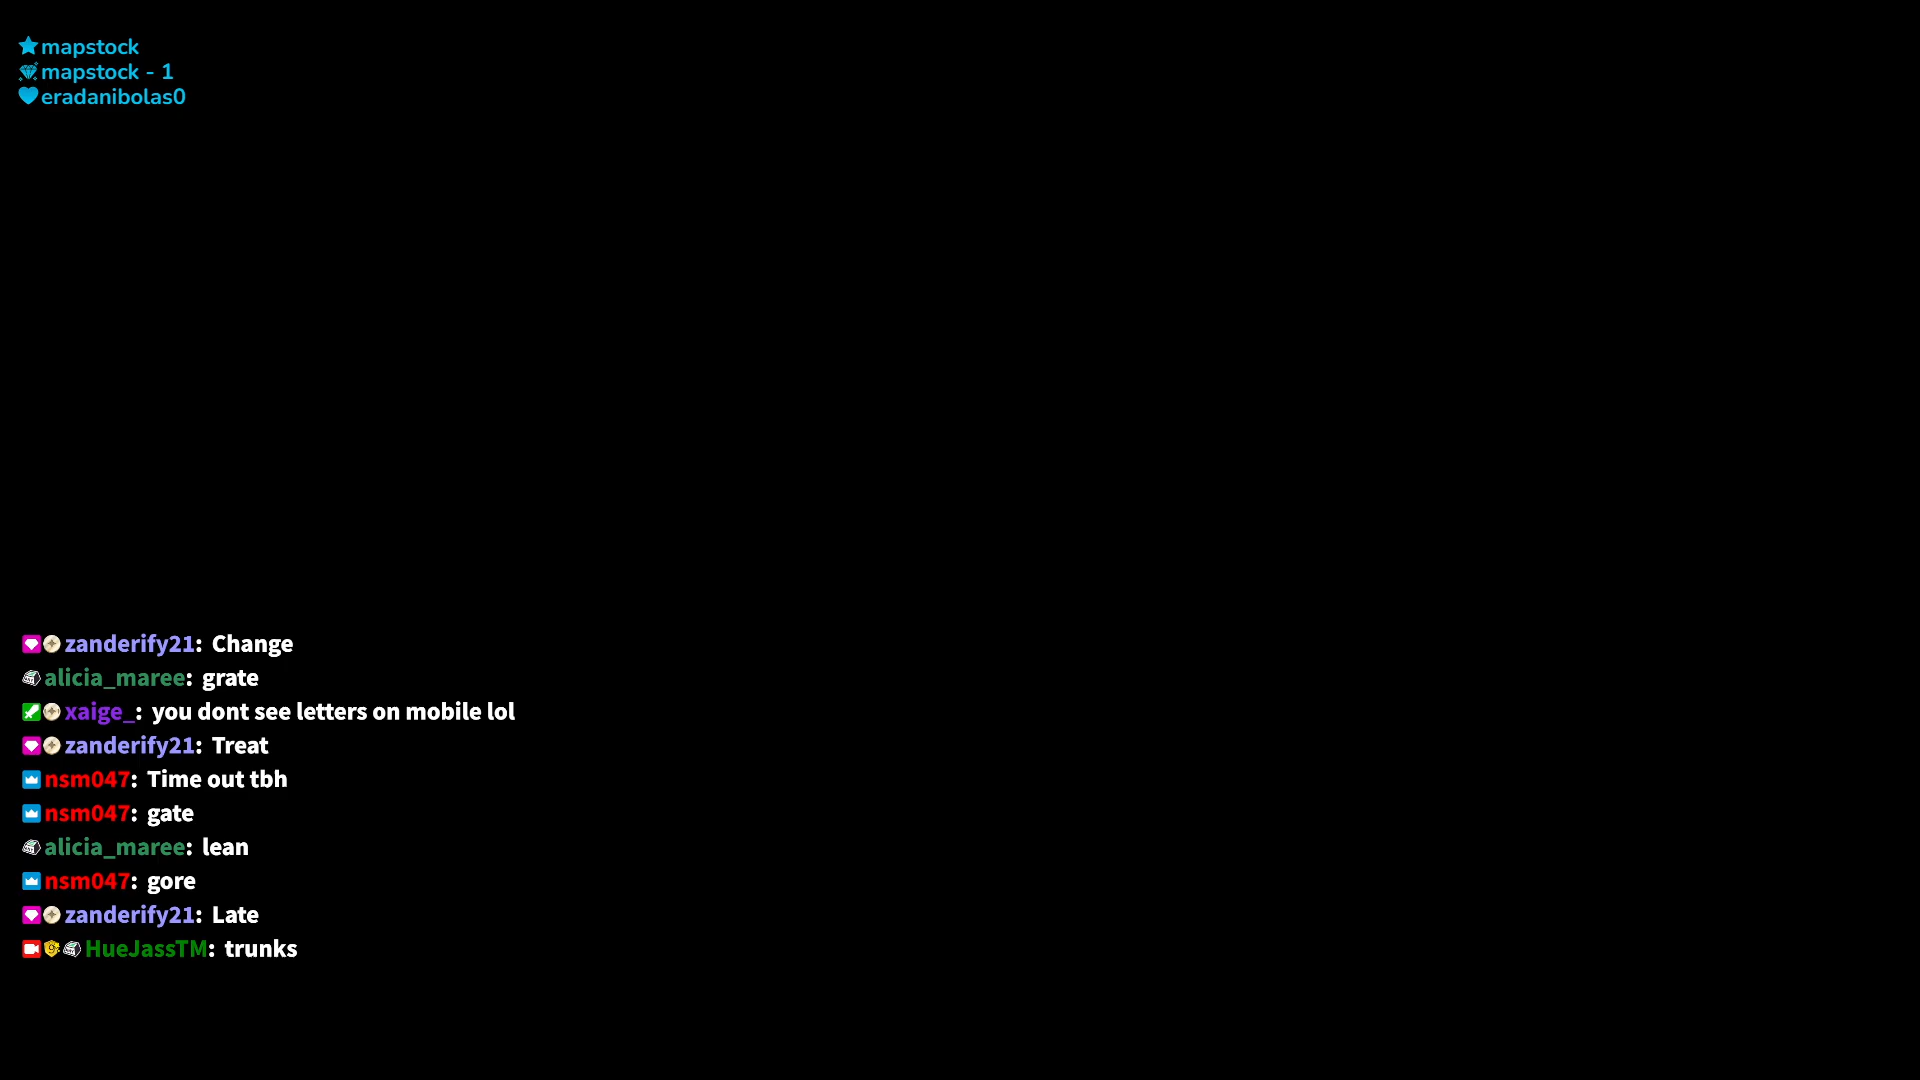 mapstock
mapstock - 1
eradanibolas0
zanderify21: Change
alicia_maree: grate
xaige_: you dont see letters on mobile lol
zanderify21: Treat
nsm047: Time out tbh
nsm047: gate
alicia_maree: lean
nsm047: gore
zanderify21: Late
HueJassTM: trunks